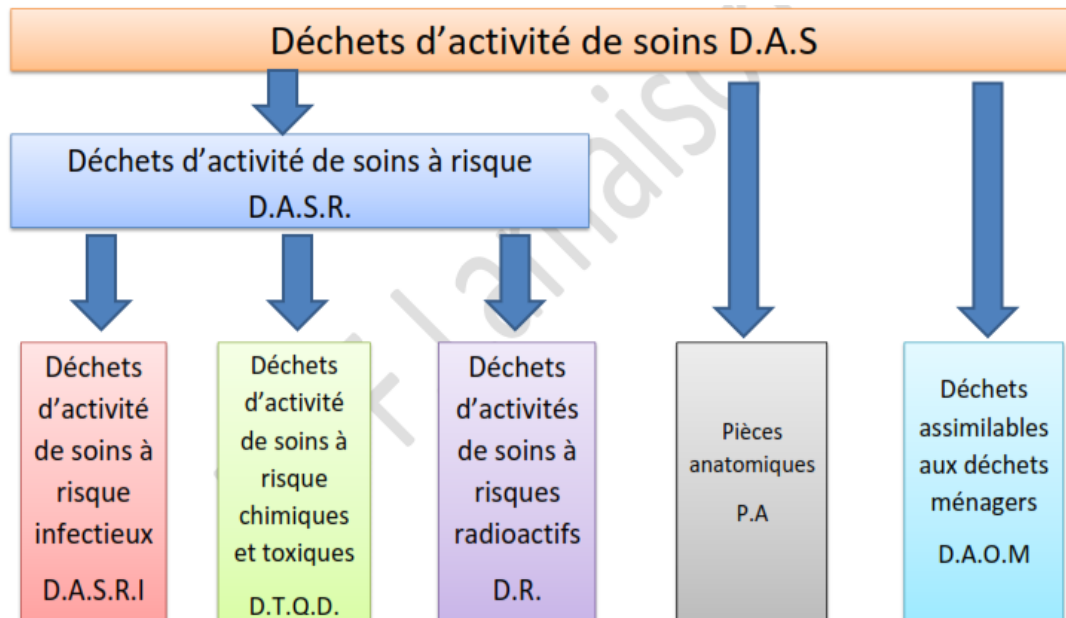 Déchets d'activité de soins D.A.S
Déchets d'activité de soins à risque
D.A.S.R.
Déchets
d'activité
de soins à
risque
infectieux
D.A.S.R.I
Déchets
d'activité
de soins à
risque
chimiques
et toxiques
D.T.Q.D.
Déchets
d'activités
de soins à
risques
radioactifs
D.R.
Pièces
anatomiques
P.A
Déchets
assimilables
aux déchets
ménagers
D.A.O.M